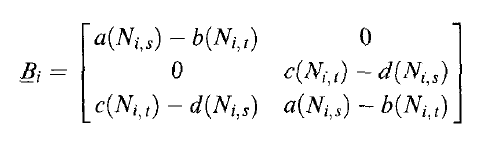 a(N_{i,s}) − b(N_{i,t})    0
B_i =    0    c(N_{i,t}) − d(N_{i,s})
c(N_{i,t}) − d(N_{i,s})    a(N_{i,s}) − b(N_{i,t})